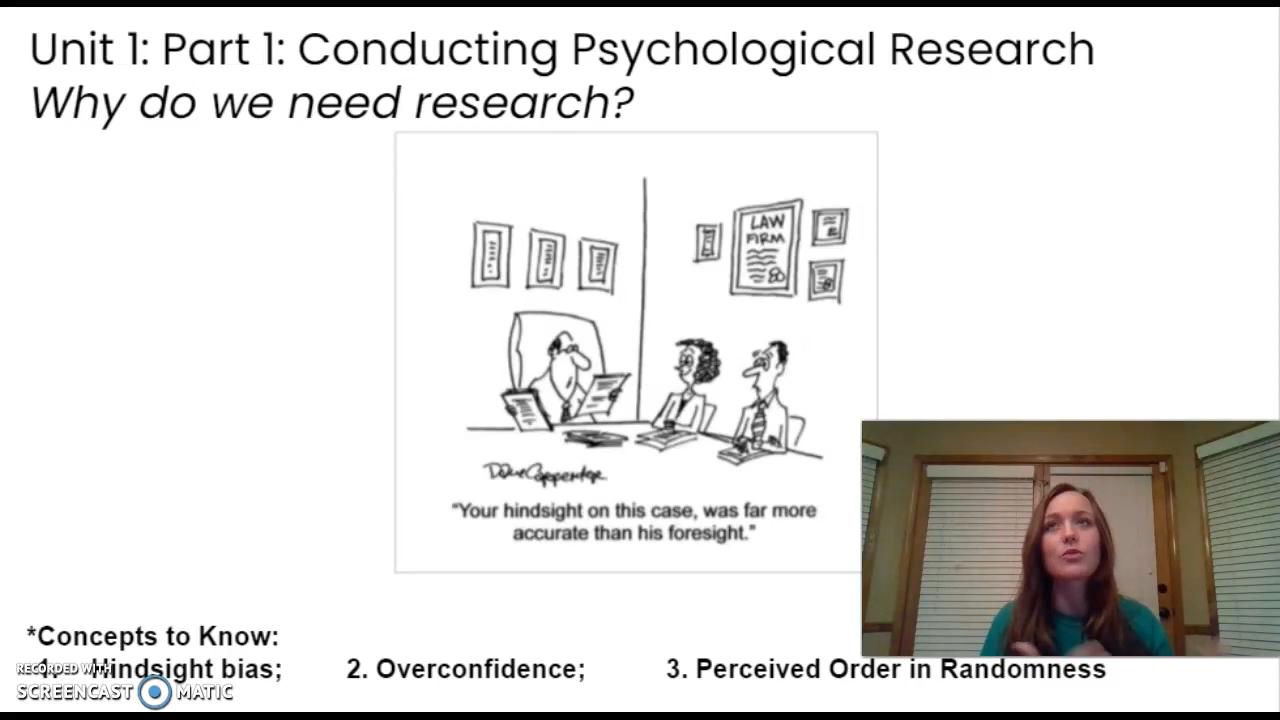 Unit 1: Part 1: Conducting Psychological Research
Why do we need research?
LAW
FIRM
"Your hindsight on this case, was far more
accurate than his foresight."
*Concepts to Know:
Hindsight bias; 2. Overconfidence; 3. Perceived Order in Randomness
RECORDED WITH
SCREENCAST MATIC